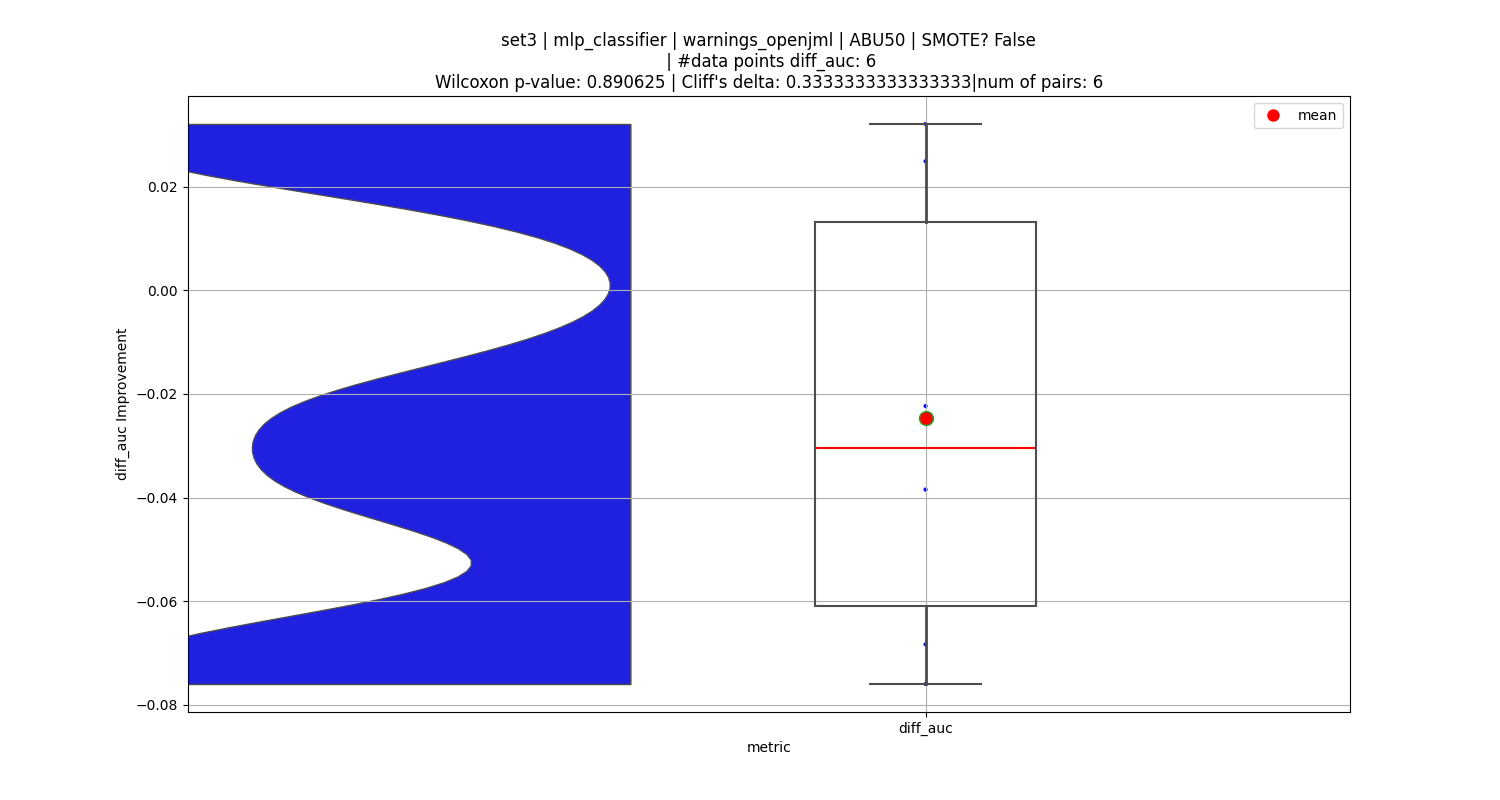 set3 | mlp_classifier | warnings_openjml | ABU50 | SMOTE? False
| #data points diff_auc: 6
Wilcoxon p-value: 0.890625 | Cliff's delta: 0.3333333333333333|num of pairs: 6
mean
0.02
0.00
−0.02
−0.04
−0.06
−0.08
diff_auc Improvement
diff_auc
metric